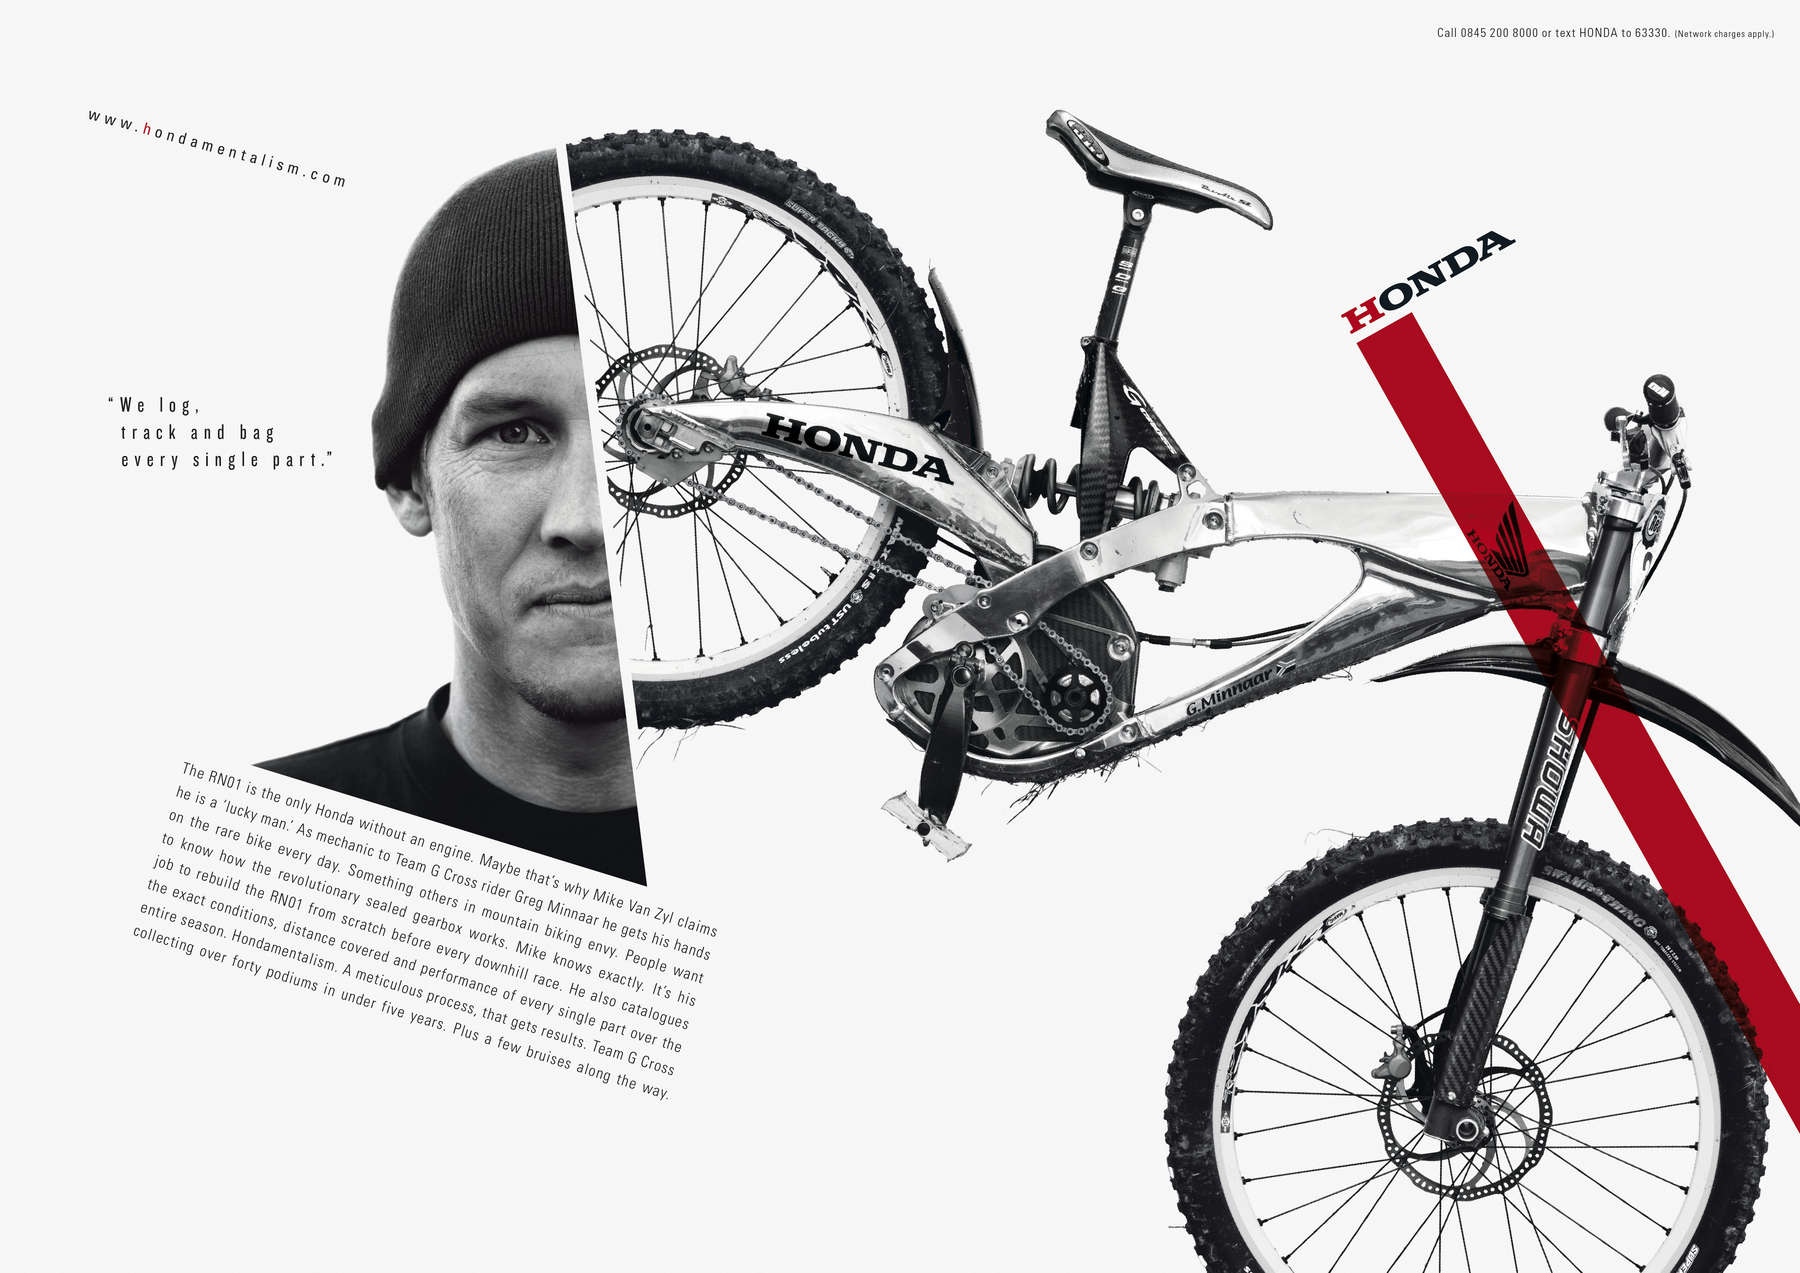 Call 0845 200 8000 or text HONDA to 63330. (Network charges apply.)
www.hondamentalism.com
HONDA
“We log,
track and bag
every single part.”
HONDA
HONDA
G.Minnaar
SHOWA
SUPER TACKY
UST tubeless
The RN01 is the only Honda without an engine. Maybe that’s why Mike Van Zyl claims
he is a ‘lucky man.’ As mechanic to Team G Cross rider Greg Minnaar he gets his hands
on the rare bike every day. Something others in mountain biking envy. People want
to know how the revolutionary sealed gearbox works. Mike knows exactly. It’s his
job to rebuild the RN01 from scratch before every downhill race. He also catalogues
the exact conditions, distance covered and performance of every single part over the
entire season. Hondamentalism. A meticulous process, that gets results. Team G Cross
collecting over forty podiums in under five years. Plus a few bruises along the way.